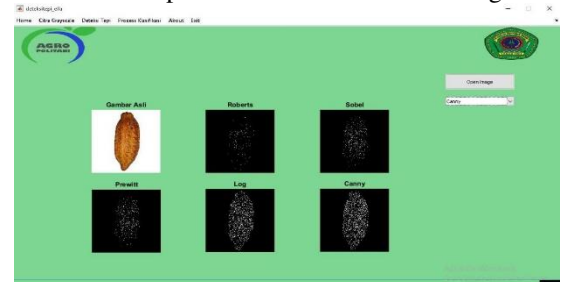 deteksitepi_ella
Home Citra Grayscale Deteksi Tepi Proses Klasifikasi About Exit
AGRO
POLITANI
Open Image
Canny
Gambar Asli Roberts Sobel
Prewitt Log Canny